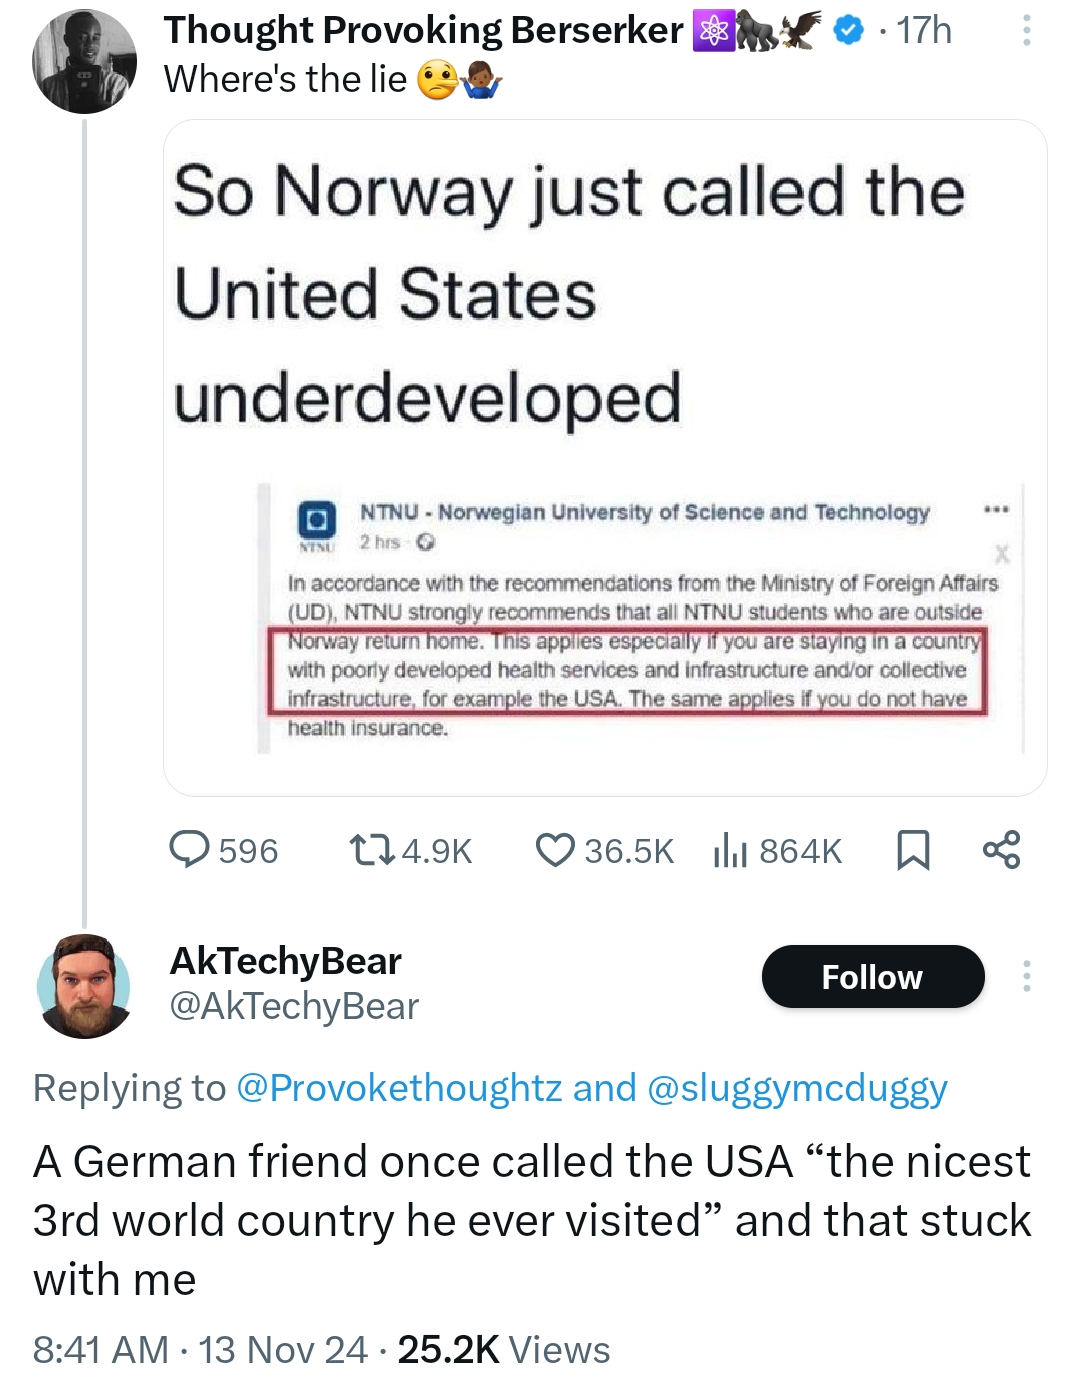 Thought Provoking Berserker ⚛️🦍🦅 · 17h
Where's the lie 🤥🤷🏾‍♂️
So Norway just called the
United States
underdeveloped
NTNU - Norwegian University of Science and Technology
NTNU
2 hrs ·
In accordance with the recommendations from the Ministry of Foreign Affairs
(UD), NTNU strongly recommends that all NTNU students who are outside
Norway return home. This applies especially if you are staying in a country
with poorly developed health services and infrastructure and/or collective
infrastructure, for example the USA. The same applies if you do not have
health insurance.
596 4.9K 36.5K 864K
AkTechyBear
@AkTechyBear
Follow
Replying to @Provokethoughtz and @sluggymcduggy
A German friend once called the USA “the nicest
3rd world country he ever visited” and that stuck
with me
8:41 AM · 13 Nov 24 · 25.2K Views